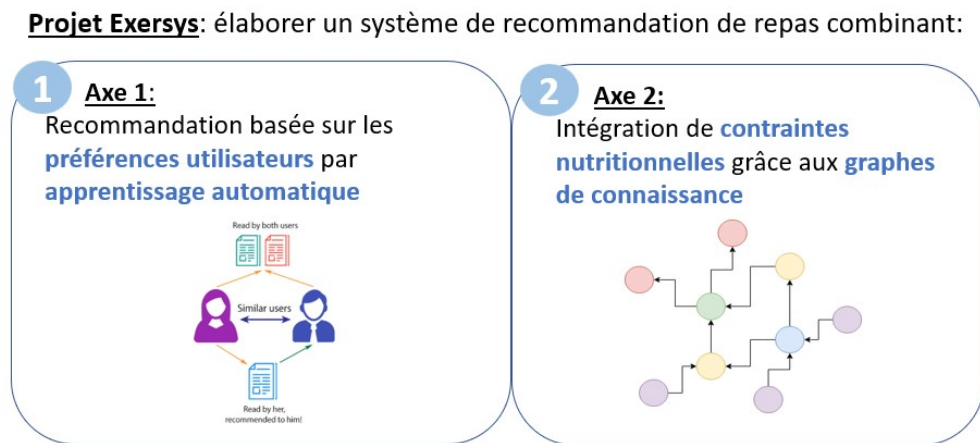 Projet Exersys: élaborer un système de recommandation de repas combinant:
1
Axe 1:
Recommandation basée sur les
préférences utilisateurs par
apprentissage automatique
Read by both users
Similar users
Read by her,
recommended to him!
2
Axe 2:
Intégration de contraintes
nutritionnelles grâce aux graphes
de connaissance